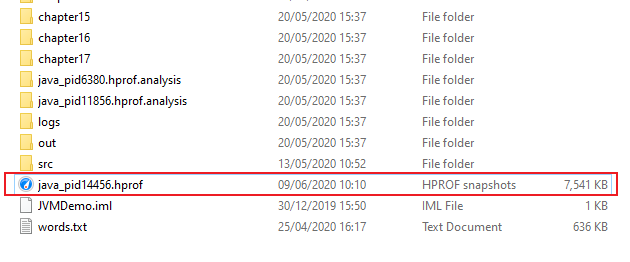 chapter15 20/05/2020 15:37 File folder
chapter16 20/05/2020 15:37 File folder
chapter17 20/05/2020 15:37 File folder
java_pid6380.hprof.analysis 20/05/2020 15:37 File folder
java_pid11856.hprof.analysis 20/05/2020 15:37 File folder
logs 20/05/2020 15:37 File folder
out 20/05/2020 15:37 File folder
src 13/05/2020 10:52 File folder
java_pid14456.hprof 09/06/2020 10:10 HPROF snapshots 7,541 KB
JVMDemo.iml 30/12/2019 15:50 IML File 1 KB
words.txt 25/04/2020 16:17 Text Document 636 KB